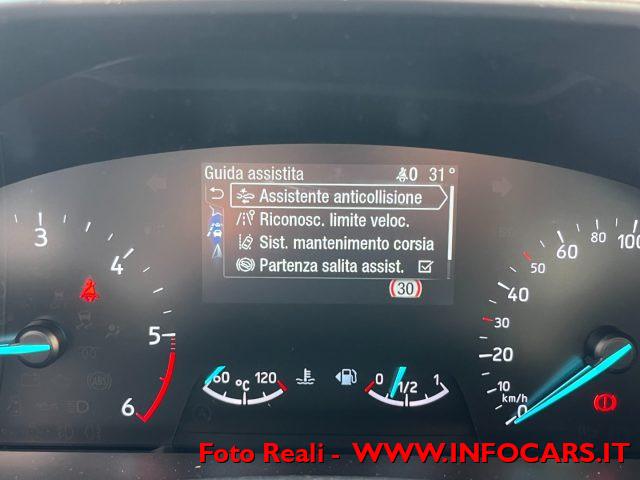 Guida assistita 0 31°
Assistente anticollisione
Riconosc. limite veloc.
Sist. mantenimento corsia
Partenza salita assist.
30
3
4
5
6
60 °C 120
0 1/2 1
0
10
20
30
40
50
60
80
100
km/h
ABS
Foto Reali - WWW.INFOCARS.IT